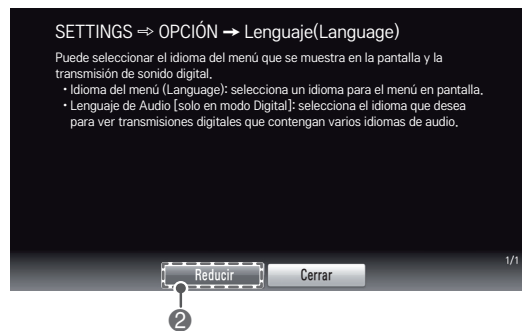 SETTINGS ⇨ OPCIÓN ➞ Lenguaje(Language)
Puede seleccionar el idioma del menú que se muestra en la pantalla y la
transmisión de sonido digital.
• Idioma del menú (Language): selecciona un idioma para el menú en pantalla.
• Lenguaje de Audio [solo en modo Digital]: selecciona el idioma que desea
para ver transmisiones digitales que contengan varios idiomas de audio.
1/1
Reducir Cerrar
2